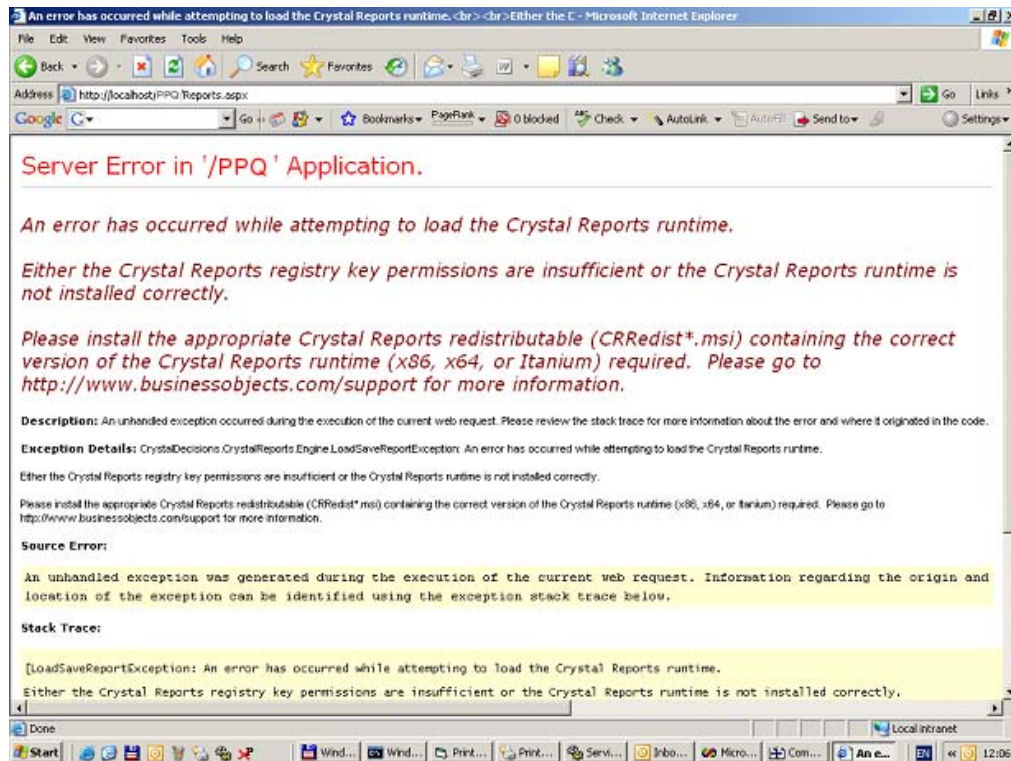 An error has occurred while attempting to load the Crystal Reports runtime.<br><br>Either the C - Microsoft Internet Explorer
File Edit View Favorites Tools Help
Back Search Favorites
Address http://localhost/PPQ/Reports.aspx Go Links
Google G Go Bookmarks PageRank 0 blocked Check AutoLink AutoFill Send to Settings
Server Error in '/PPQ ' Application.
An error has occurred while attempting to load the Crystal Reports runtime.
Either the Crystal Reports registry key permissions are insufficient or the Crystal Reports runtime is
not installed correctly.
Please install the appropriate Crystal Reports redistributable (CRRedist*.msi) containing the correct
version of the Crystal Reports runtime (x86, x64, or Itanium) required. Please go to
http://www.businessobjects.com/support for more information.
Description: An unhandled exception occurred during the execution of the current web request. Please review the stack trace for more information about the error and where it originated in the code.
Exception Details: CrystalDecisions.CrystalReports.Engine.LoadSaveReportException: An error has occurred while attempting to load the Crystal Reports runtime.
Either the Crystal Reports registry key permissions are insufficient or the Crystal Reports runtime is not installed correctly.
Please install the appropriate Crystal Reports redistributable (CRRedist*.msi) containing the correct version of the Crystal Reports runtime (x86, x64, or Itanium) required. Please go to
http://www.businessobjects.com/support for more information.
Source Error:
An unhandled exception was generated during the execution of the current web request. Information regarding the origin and
location of the exception can be identified using the exception stack trace below.
Stack Trace:
[LoadSaveReportException: An error has occurred while attempting to load the Crystal Reports runtime.
Either the Crystal Reports registry key permissions are insufficient or the Crystal Reports runtime is not installed correctly.
Done Local intranet
Start Wind... Wind... Print... Print... Servi... Inbo... Micro... Com... An e... EN « 12:06